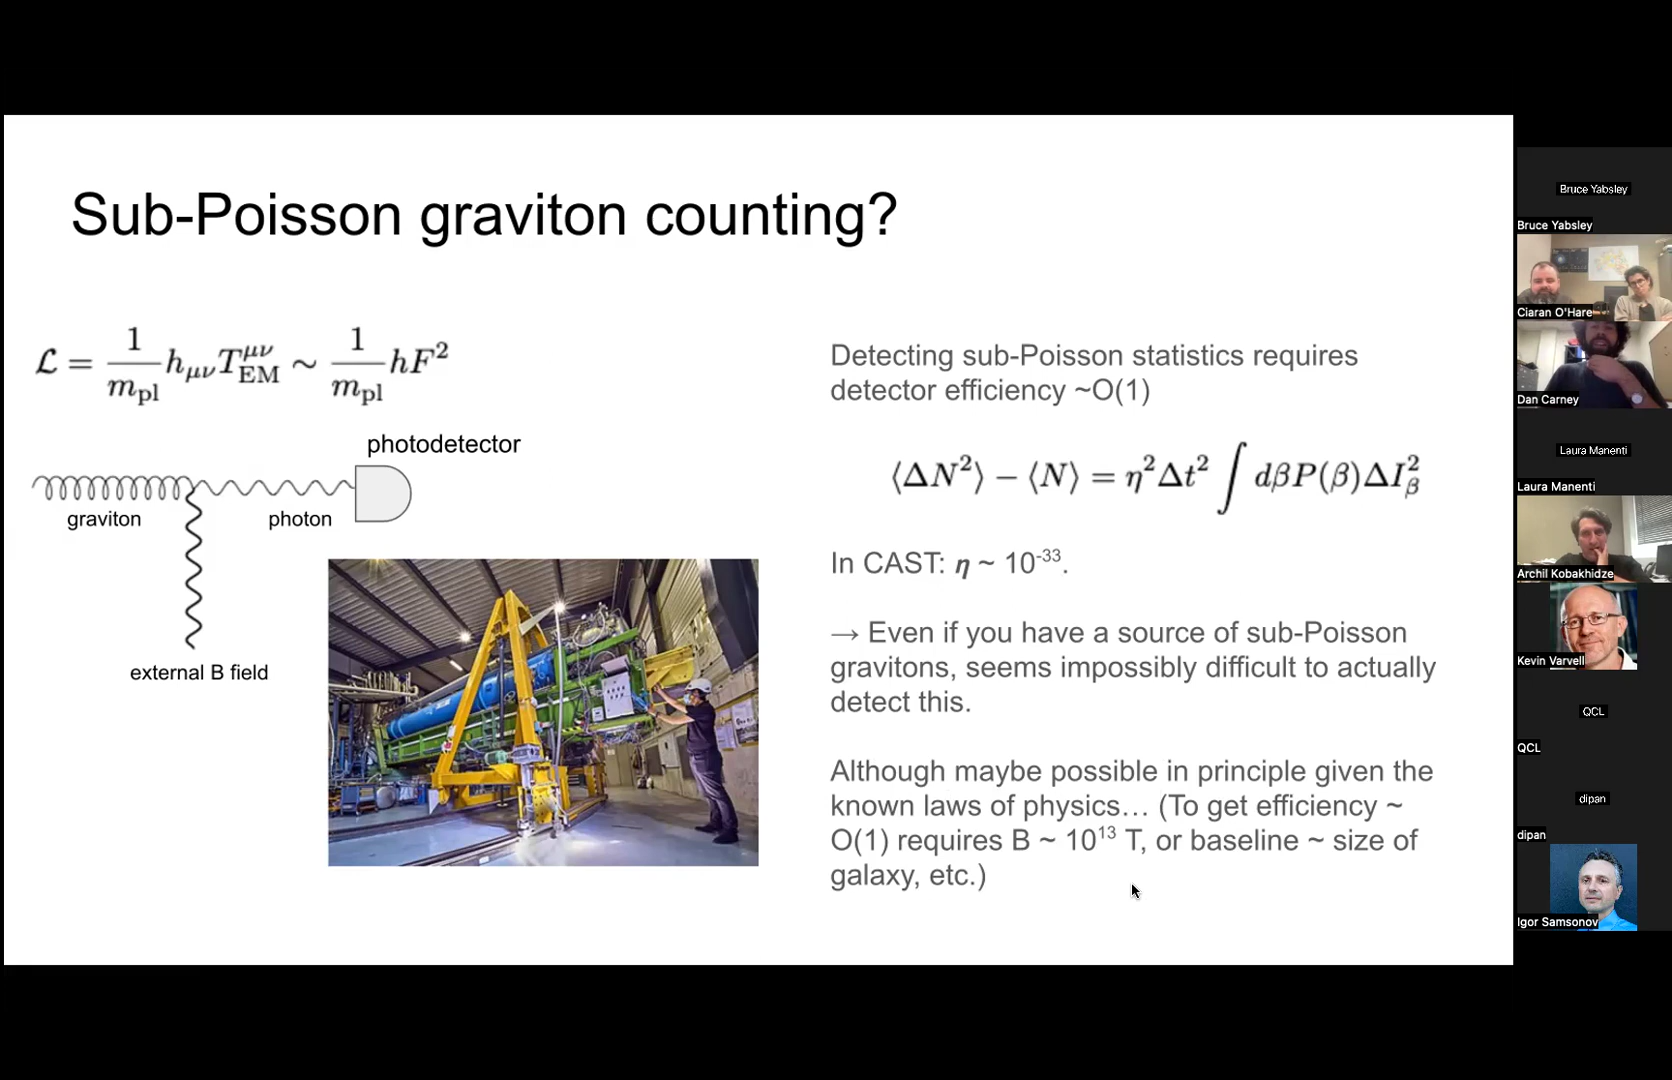 Sub-Poisson graviton counting?
ℒ = 1/m_pl h_μν T^μν_EM ~ 1/m_pl hF²
photodetector
graviton
photon
external B field
Detecting sub-Poisson statistics requires
detector efficiency ~O(1)
⟨ΔN²⟩ − ⟨N⟩ = η²Δt² ∫ dβP(β)ΔI²_β
In CAST: η ~ 10⁻³³.
→ Even if you have a source of sub-Poisson
gravitons, seems impossibly difficult to actually
detect this.
Although maybe possible in principle given the
known laws of physics… (To get efficiency ~
O(1) requires B ~ 10¹³ T, or baseline ~ size of
galaxy, etc.)
Bruce Yabsley
Bruce Yabsley
Ciaran O'Hare
Dan Carney
Laura Manenti
Laura Manenti
Archil Kobakhidze
Kevin Varvell
QCL
QCL
dipan
dipan
Igor Samsonov